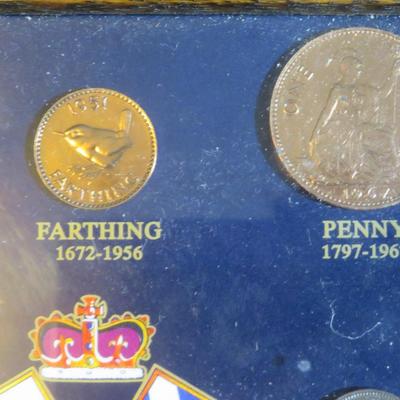 1951
FARTHING
ONE
FARTHING
1672-1956
PENNY
1797-196